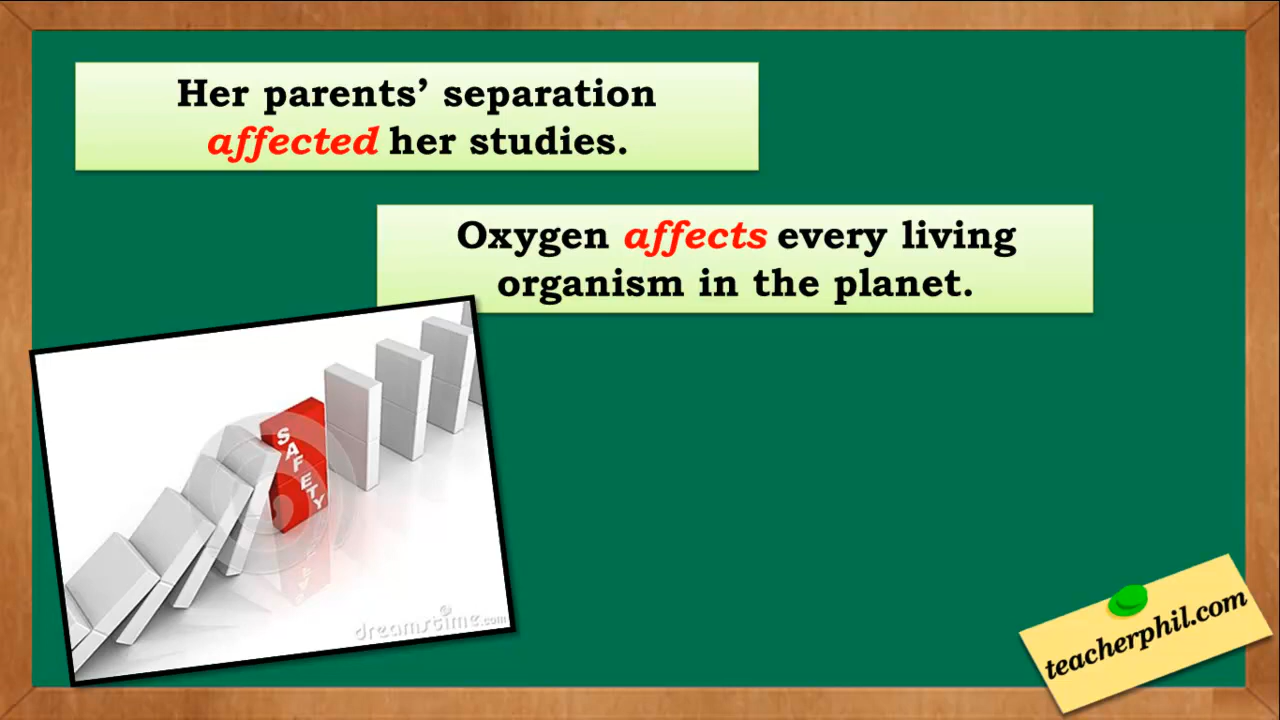 Her parents’ separation
affected her studies.
Oxygen affects every living
organism in the planet.
SAFETY
dreamstime.com
teacherphil.com